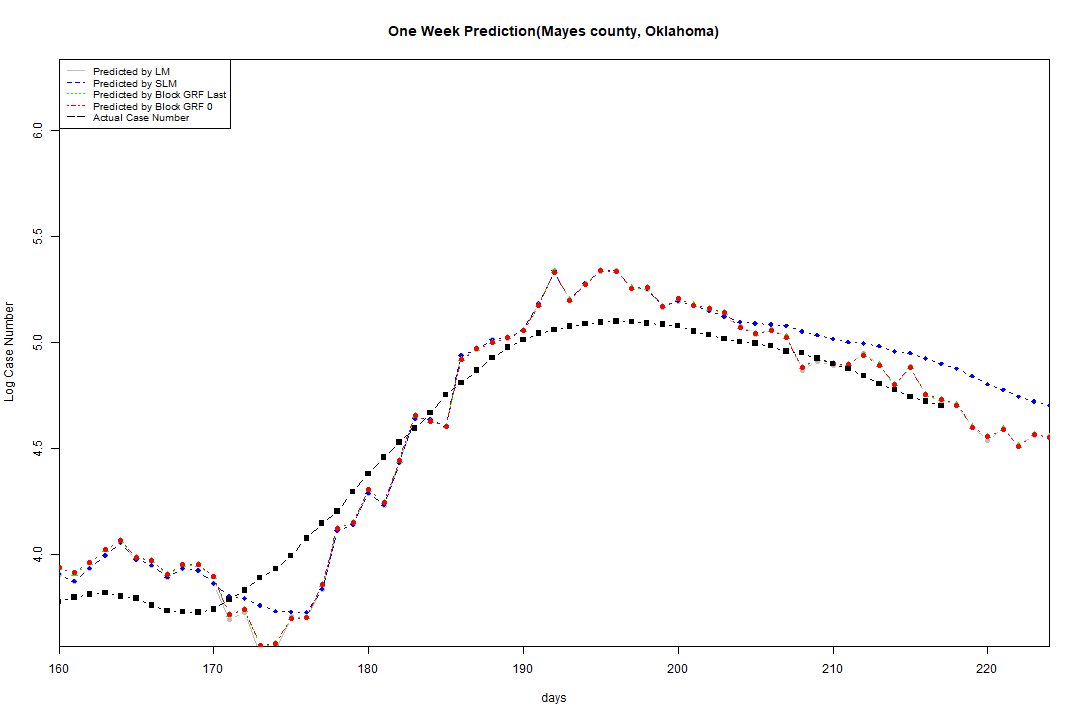 One Week Prediction(Mayes county, Oklahoma)
Predicted by LM
Predicted by SLM
Predicted by Block GRF Last
Predicted by Block GRF 0
Actual Case Number
6.0
5.5
5.0
4.5
4.0
Log Case Number
160 170 180 190 200 210 220
days